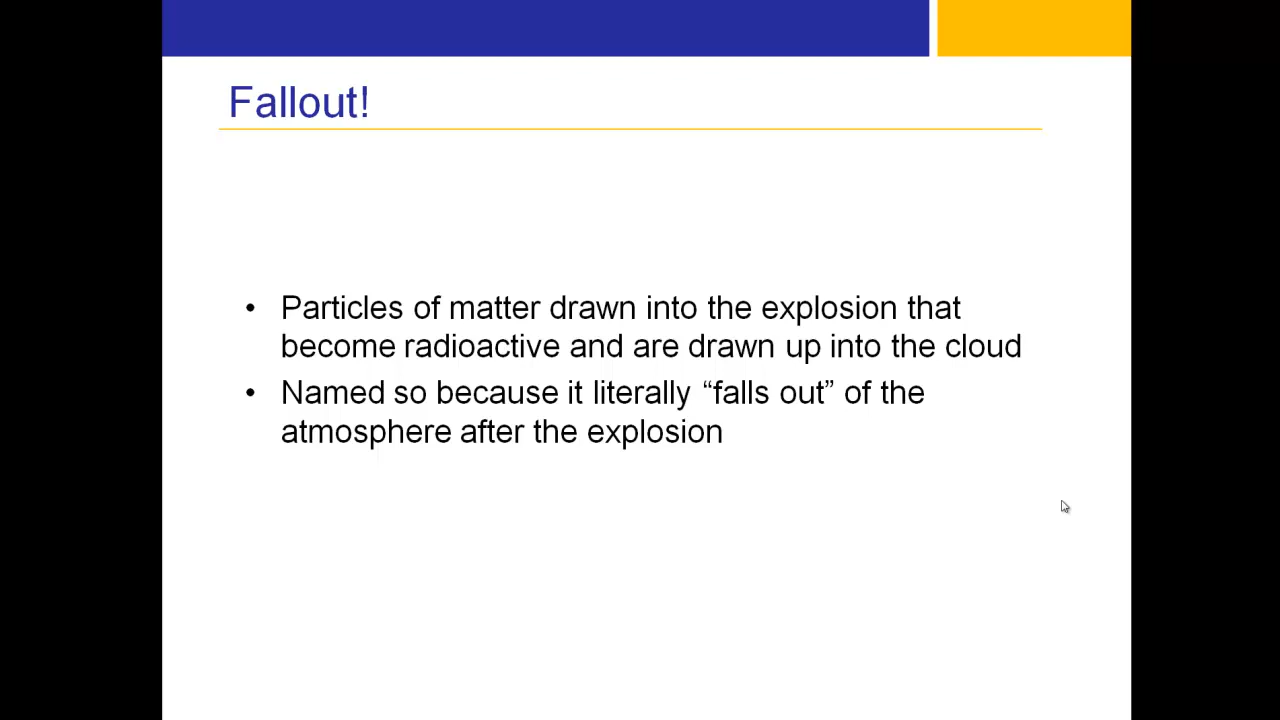 Fallout!
• Particles of matter drawn into the explosion that
become radioactive and are drawn up into the cloud
• Named so because it literally “falls out” of the
atmosphere after the explosion